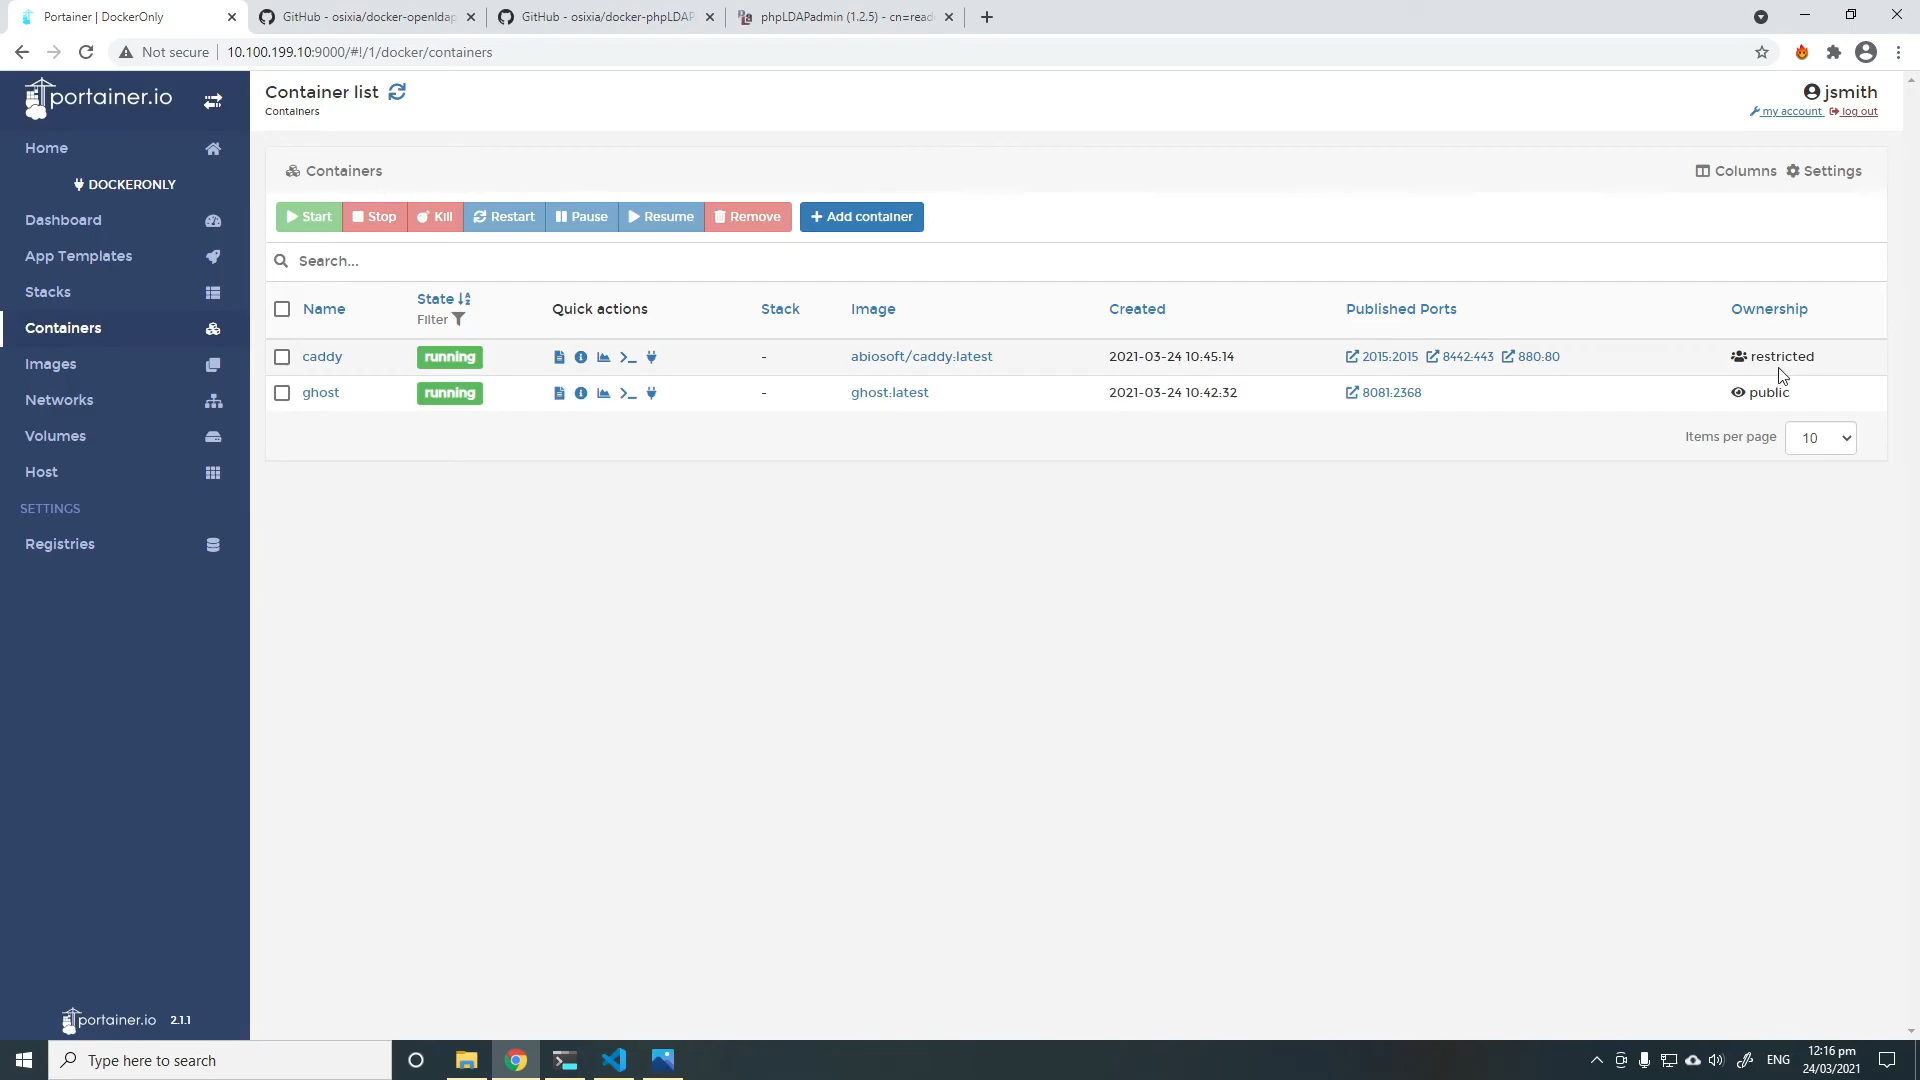 Portainer | DockerOnly
GitHub - osixia/docker-openldap
GitHub - osixia/docker-phpLDAP
phpLDAPadmin (1.2.5) - cn=read
Not secure
10.100.199.10:9000/#!/1/docker/containers
portainer.io
Container list
Containers
jsmith
my account
log out
Home
DOCKERONLY
Dashboard
App Templates
Stacks
Containers
Images
Networks
Volumes
Host
SETTINGS
Registries
Containers
Columns
Settings
Start
Stop
Kill
Restart
Pause
Resume
Remove
Add container
Search...
Name
State
Filter
Quick actions
Stack
Image
Created
Published Ports
Ownership
caddy running - abiosoft/caddy:latest 2021-03-24 10:45:14 2015:2015 8442:443 880:80 restricted
ghost running - ghost:latest 2021-03-24 10:42:32 8081:2368 public
Items per page 10
portainer.io 2.1.1
Type here to search
ENG
12:16 pm
24/03/2021